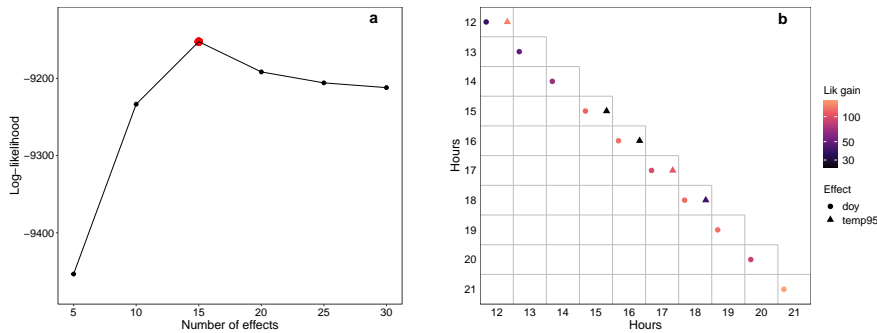 a
Log−likelihood
−9200
−9300
−9400
5 10 15 20 25 30
Number of effects
b
Hours
12
13
14
15
16
17
18
19
20
21
12 13 14 15 16 17 18 19 20 21
Hours
Lik gain
100
50
30
Effect
doy
temp95